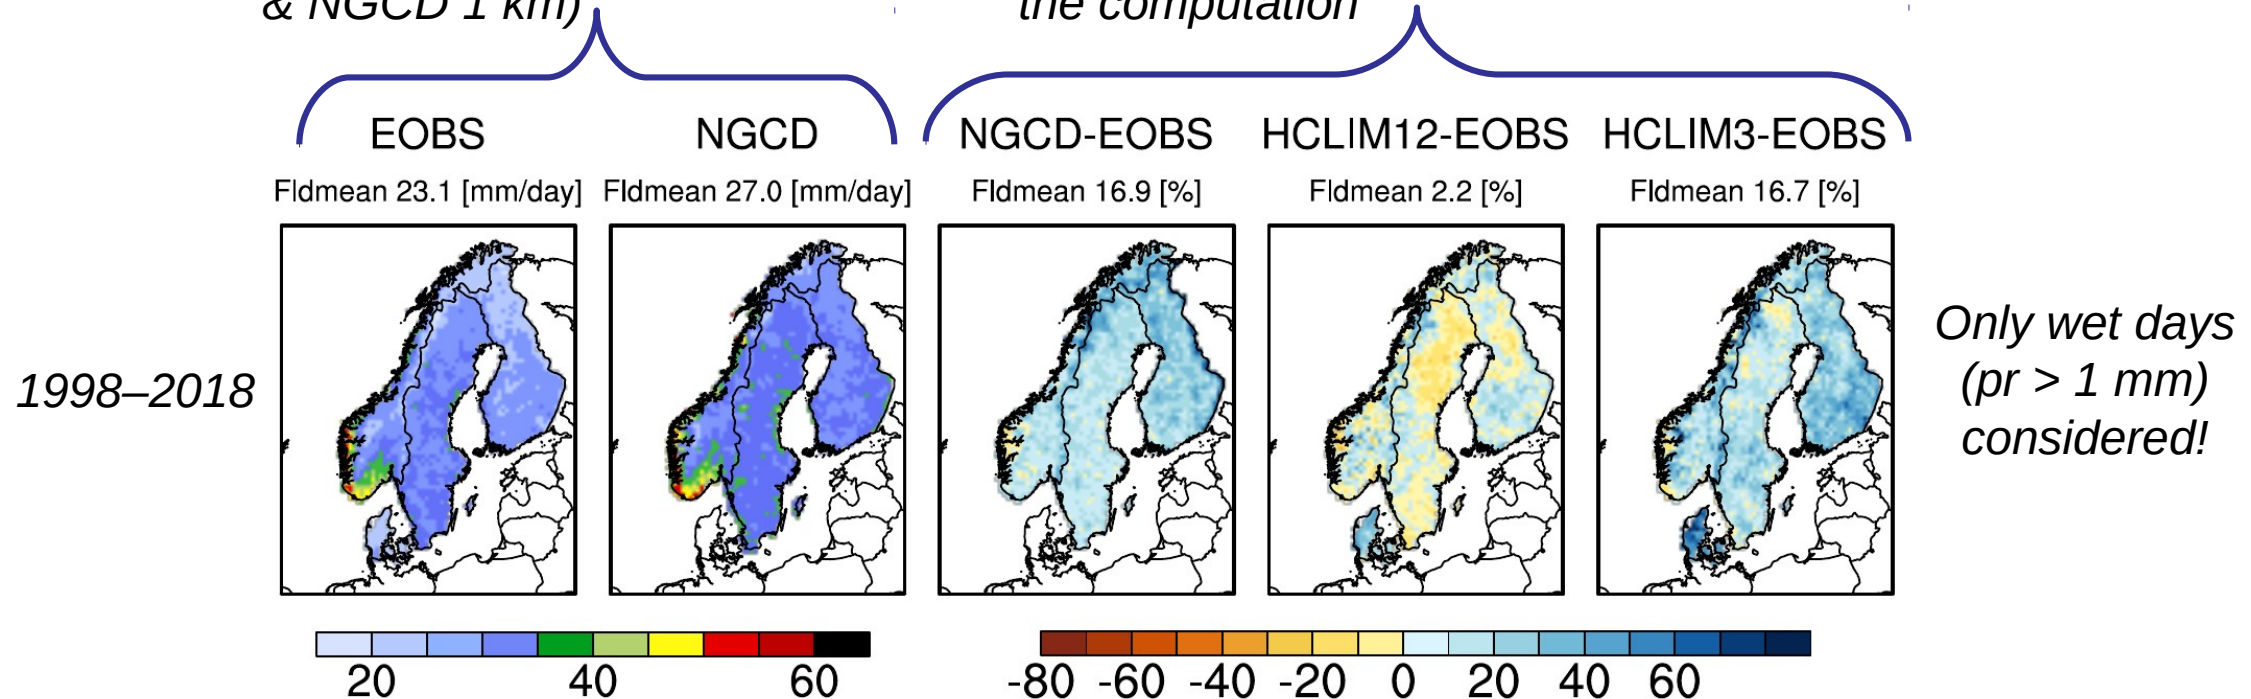 & NGCD 1 km)
the computation
EOBS NGCD NGCD-EOBS HCLIM12-EOBS HCLIM3-EOBS
Fldmean 23.1 [mm/day] Fldmean 27.0 [mm/day] Fldmean 16.9 [%] Fldmean 2.2 [%] Fldmean 16.7 [%]
1998–2018
Only wet days
(pr > 1 mm)
considered!
20 40 60
-80 -60 -40 -20 0 20 40 60